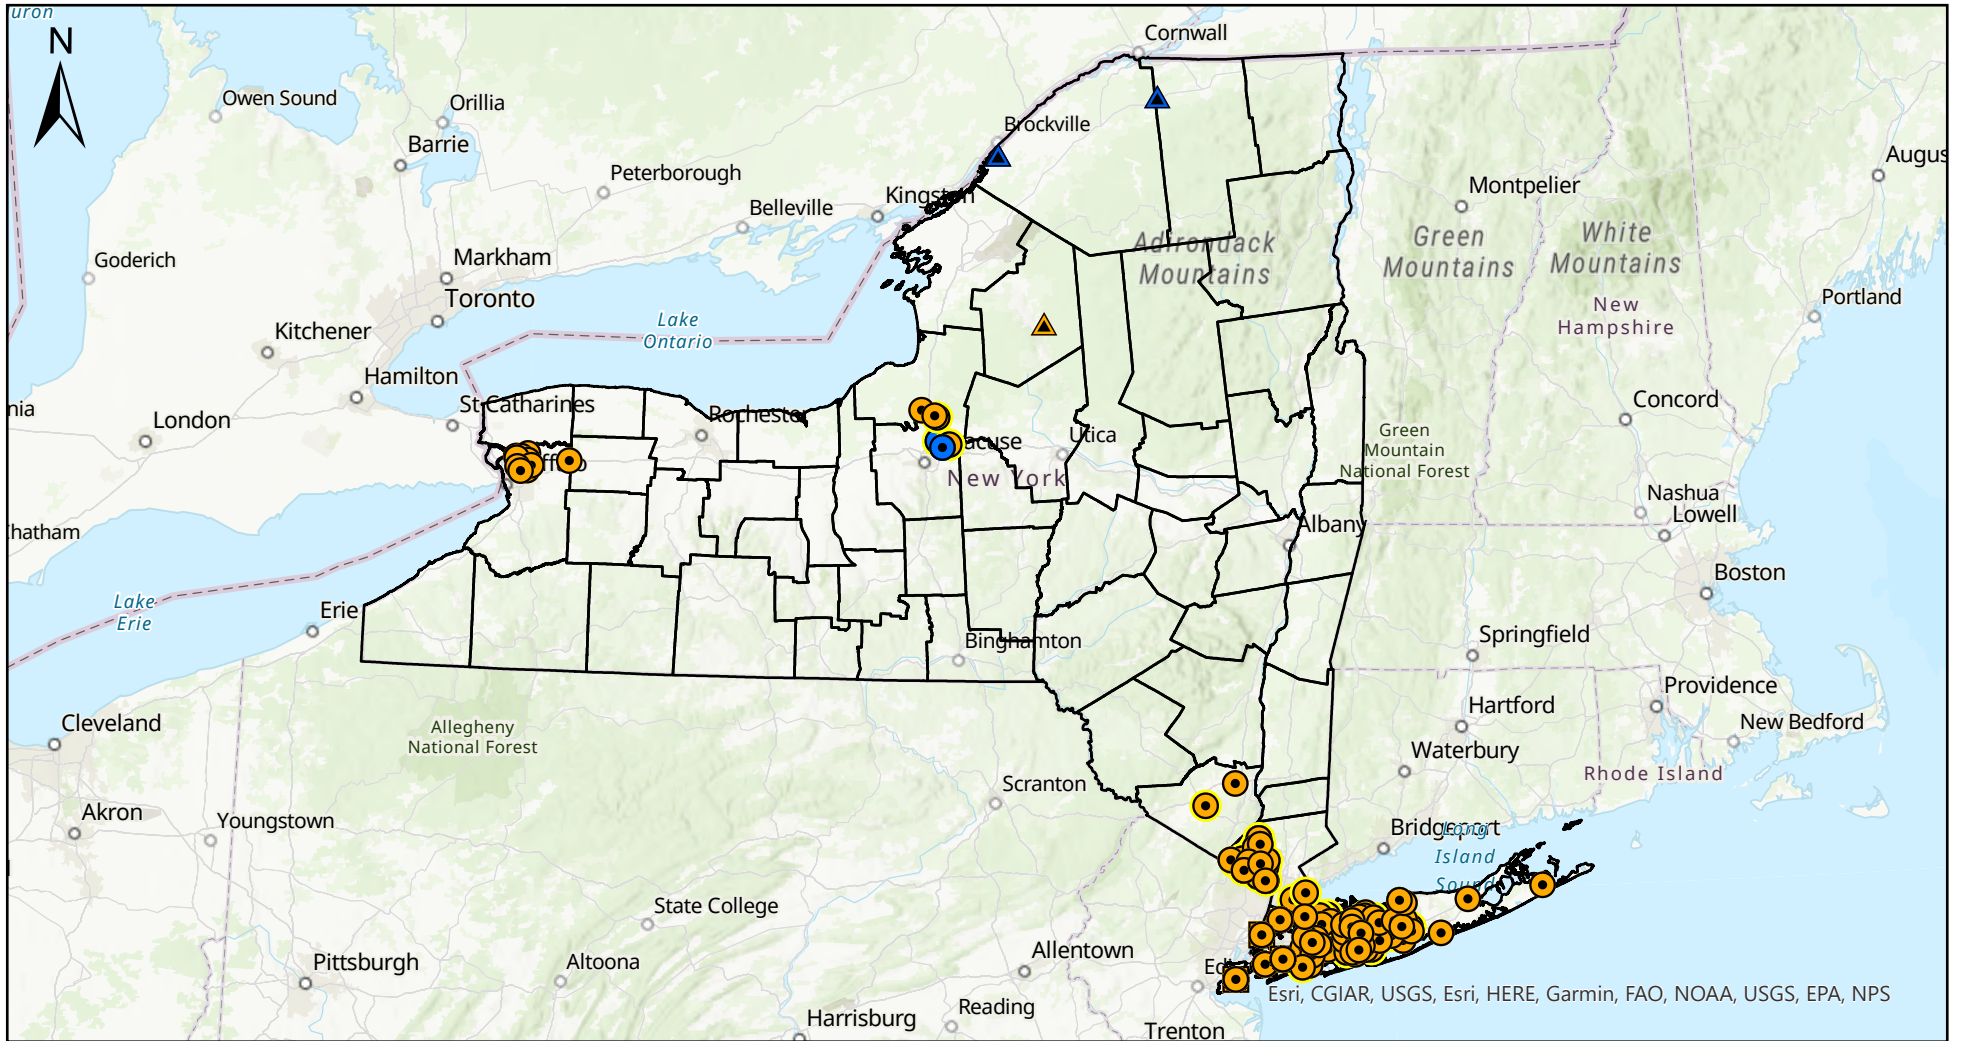 uron
N
Cornwall
Owen Sound
Orillia
Brockville
Barrie
Augus
Peterborough
Montpelier
Kingston
Belleville
Adirondack
Mountains
Green
Mountains
White
Mountains
Goderich
Markham
Toronto
Portland
New
Hampshire
Lake
Ontario
Kitchener
Hamilton
nia
St Catharines
London
Rochester
Concord
acuse
Utica
Green
Mountain
National Forest
ffalo
New York
Nashua
Lowell
Chatham
Albany
Boston
Lake
Erie
Erie
Springfield
Binghamton
Providence
Hartford
New Bedford
Cleveland
Allegheny
National Forest
Waterbury
Rhode Island
Scranton
Akron
Youngstown
Bridgeport
Long
Island
Sound
State College
Allentown
Pittsburgh
Altoona
Esri, CGIAR, USGS, Esri, HERE, Garmin, FAO, NOAA, USGS, EPA, NPS
Reading
Harrisburg
Trenton